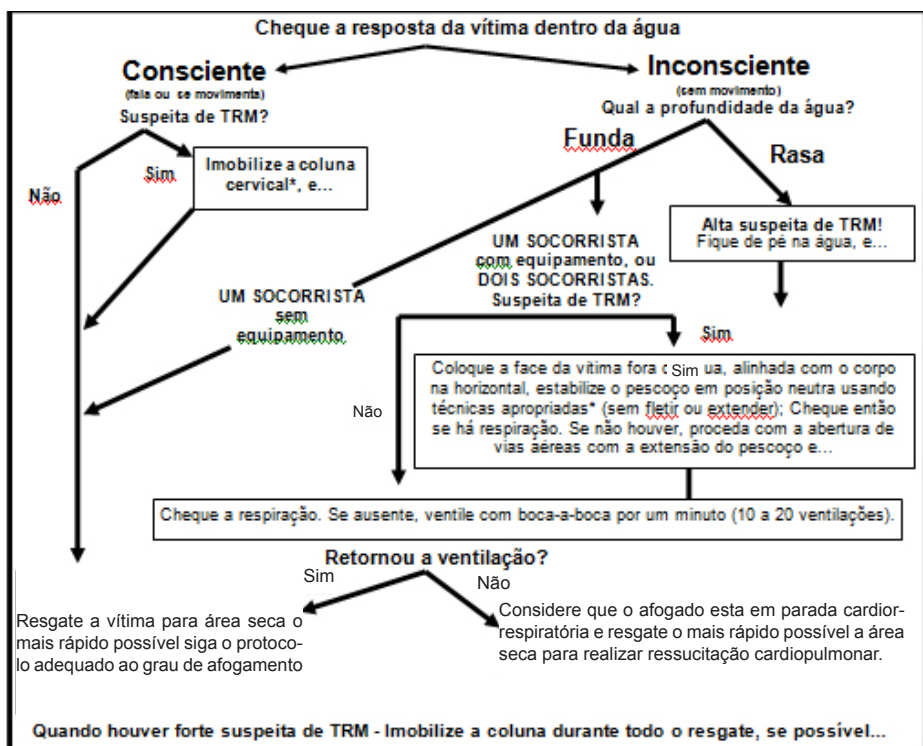 Cheque a resposta da vítima dentro da água
Consciente
(fala ou se movimenta)
Suspeita de TRM?
Inconsciente
(sem movimento)
Qual a profundidade da água?
Funda
Rasa
Não
Sim
Imobilize a coluna
cervical*, e...
Alta suspeita de TRM!
Fique de pé na água, e...
UM SOCORRISTA
com equipamento, ou
DOIS SOCORRISTAS.
Suspeita de TRM?
UM SOCORRISTA
sem
equipamento
Sim
Não
Coloque a face da vítima fora Sim ua, alinhada com o corpo
na horizontal, estabilize o pescoço em posição neutra usando
técnicas apropriadas* (sem fletir ou extender); Cheque então
se há respiração. Se não houver, proceda com a abertura de
vias aéreas com a extensão do pescoço e...
Cheque a respiração. Se ausente, ventile com boca-a-boca por um minuto (10 a 20 ventilações).
Retornou a ventilação?
Sim
Não
Resgate a vítima para área seca o
mais rápido possível siga o protoco-
lo adequado ao grau de afogamento
Considere que o afogado esta em parada cardior-
respiratória e resgate o mais rápido possível a área
seca para realizar ressucitação cardiopulmonar.
Quando houver forte suspeita de TRM - Imobilize a coluna durante todo o resgate, se possível...